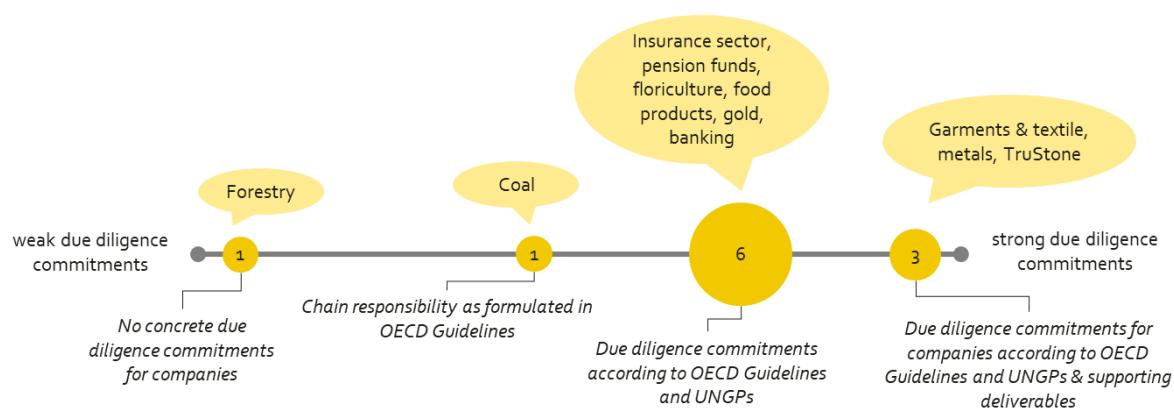 Insurance sector,
pension funds,
floriculture, food
products, gold,
banking
Garments & textile,
metals, TruStone
Forestry
Coal
weak due diligence
commitments
1
1
6
3
strong due diligence
commitments
No concrete due
diligence commitments
for companies
Chain responsibility as formulated in
OECD Guidelines
Due diligence commitments
according to OECD Guidelines
and UNGPs
Due diligence commitments for
companies according to OECD
Guidelines and UNGPs & supporting
deliverables